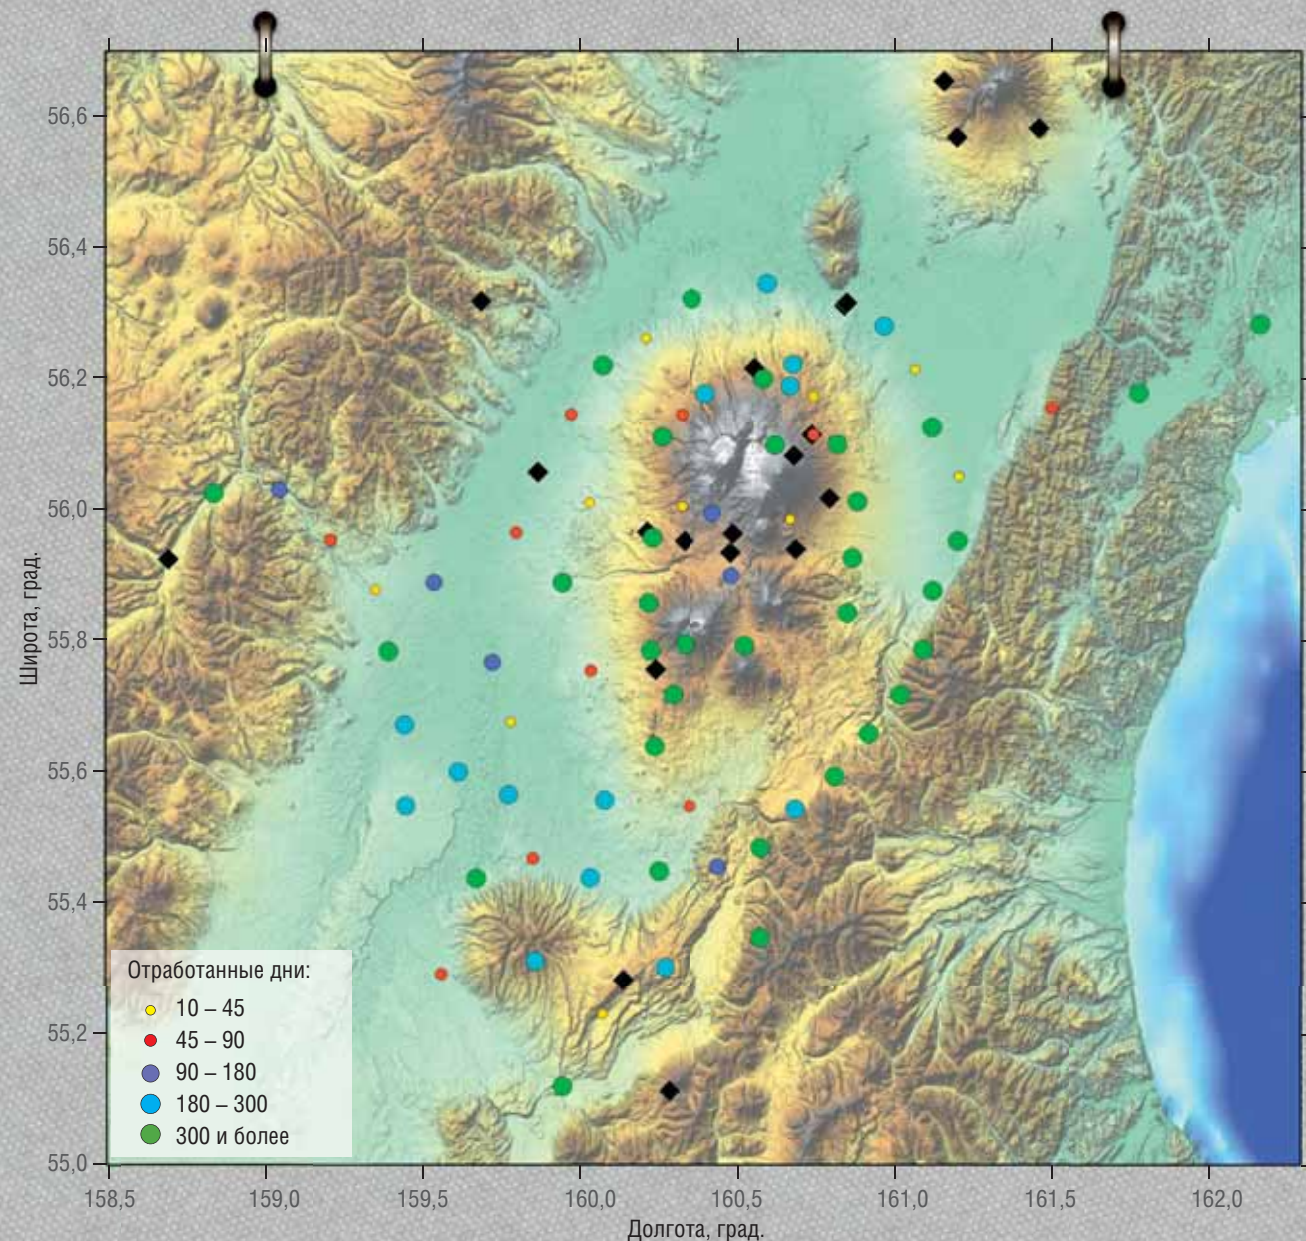 56,6
56,4
56,2
56,0
55,8
55,6
55,4
55,2
55,0
Широта, град.
Отработанные дни:
10 – 45
45 – 90
90 – 180
180 – 300
300 и более
158,5 159,0 159,5 160,0 160,5 161,0 161,5 162,0
Долгота, град.